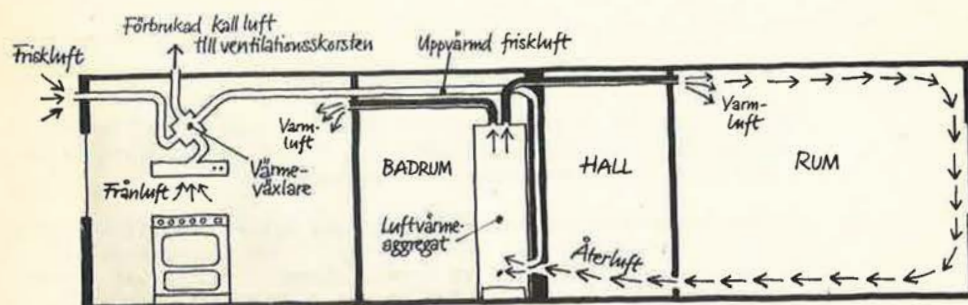 Förbrukad kall luft
till ventilationsskorsten
Friskluft
Uppvärmd friskluft
Varm-
luft
Varm-
luft
Värme-
växlare
Frånluft
BADRUM
HALL
RUM
Luftvärme-
aggregat
Återluft